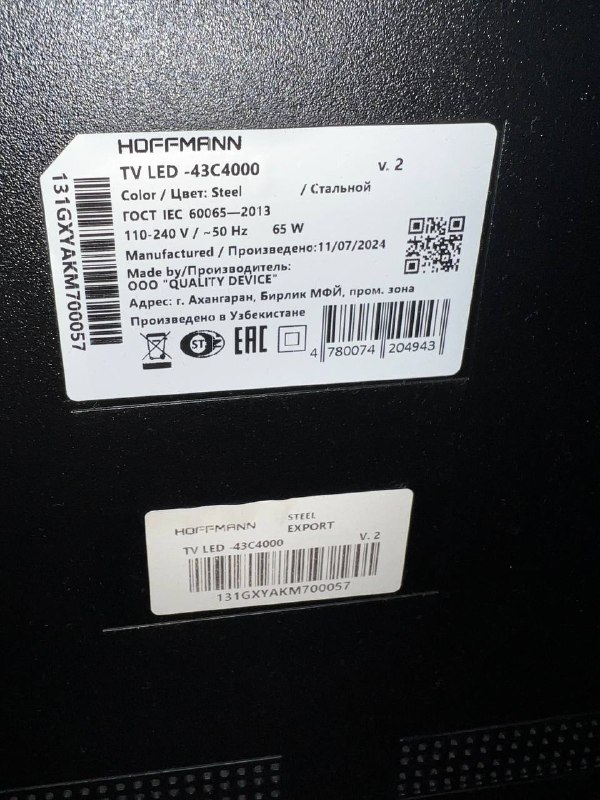 HOFFMANN
TV LED -43C4000 V. 2
Color / Цвет: Steel / Стальной
ГОСТ IEC 60065—2013
110-240 V / ~50 Hz 65 W
Manufactured / Произведено:11/07/2024
Made by/Производитель:
ООО "QUALITY DEVICE"
Адрес: г. Ахангаран, Бирлик МФЙ, пром. зона
Произведено в Узбекистане
EAC
4 780074 204943
131GXYAKM700057
HOFFMANN STEEL
EXPORT
TV LED -43C4000 V. 2
131GXYAKM700057